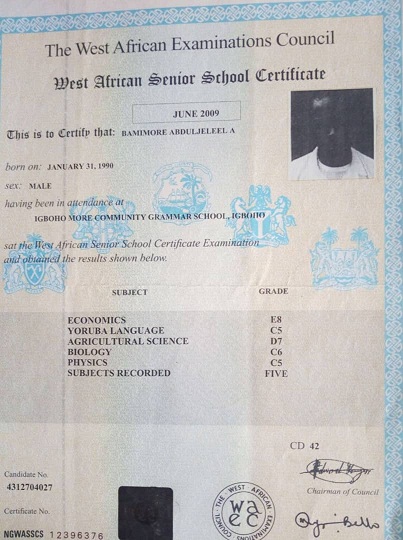 The West African Examinations Council
West African Senior School Certificate
JUNE 2009
This is to Certify that: BAMIMORE ABDULJELEEL A
born on: JANUARY 31, 1990
sex: MALE
having been in attendance at
IGBOHO MORE COMMUNITY GRAMMAR SCHOOL, IGBOHO
sat the West African Senior School Certificate Examination
and obtained the results shown below.
SUBJECT GRADE
ECONOMICS E8
YORUBA LANGUAGE C5
AGRICULTURAL SCIENCE D7
BIOLOGY C6
PHYSICS C5
SUBJECTS RECORDED FIVE
CD 42
Chairman of Council
Candidate No.
4312704027
Certificate No.
NGWASSCS 12396376
THE · WEST · AFRICAN EXAMINATIONS COUNCIL
wa
ec